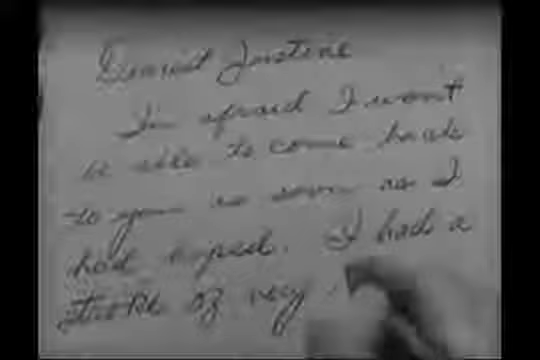 Dearest Justine
I'm afraid I won't
be able to come back
to you as soon as I
had hoped. I had a
stroke of very